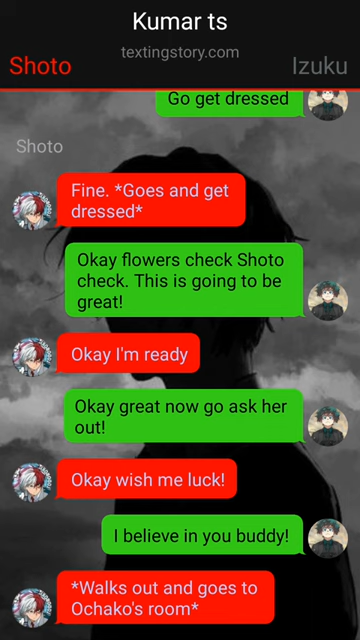 Kumar ts
textingstory.com
Shoto
Izuku
Go get dressed
Shoto
Fine. *Goes and get
dressed*
Okay flowers check Shoto
check. This is going to be
great!
Okay I'm ready
Okay great now go ask her
out!
Okay wish me luck!
I believe in you buddy!
*Walks out and goes to
Ochako's room*